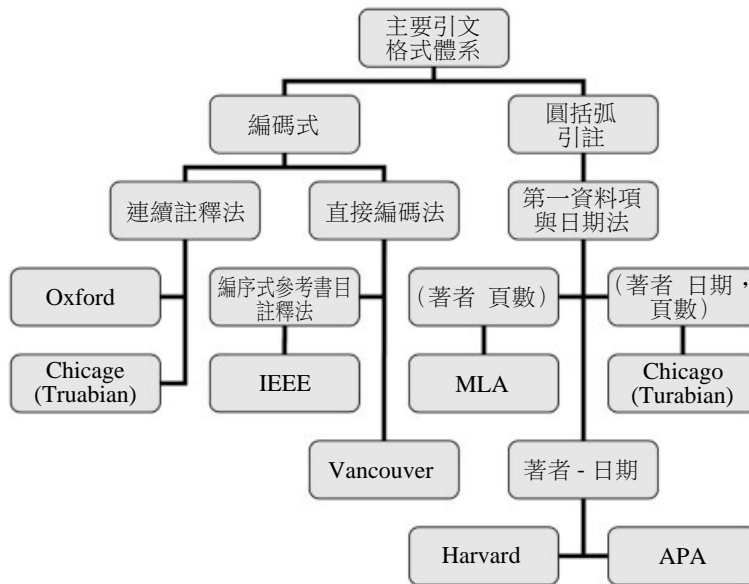 主要引文
格式體系
編碼式
圓括弧
引註
連續註釋法
直接編碼法
第一資料項
與日期法
Oxford
編序式參考書目
註釋法
（著者 頁數）
（著者 日期，
頁數）
Chicage
(Truabian)
IEEE
MLA
Chicago
(Turabian)
Vancouver
著者 - 日期
Harvard
APA